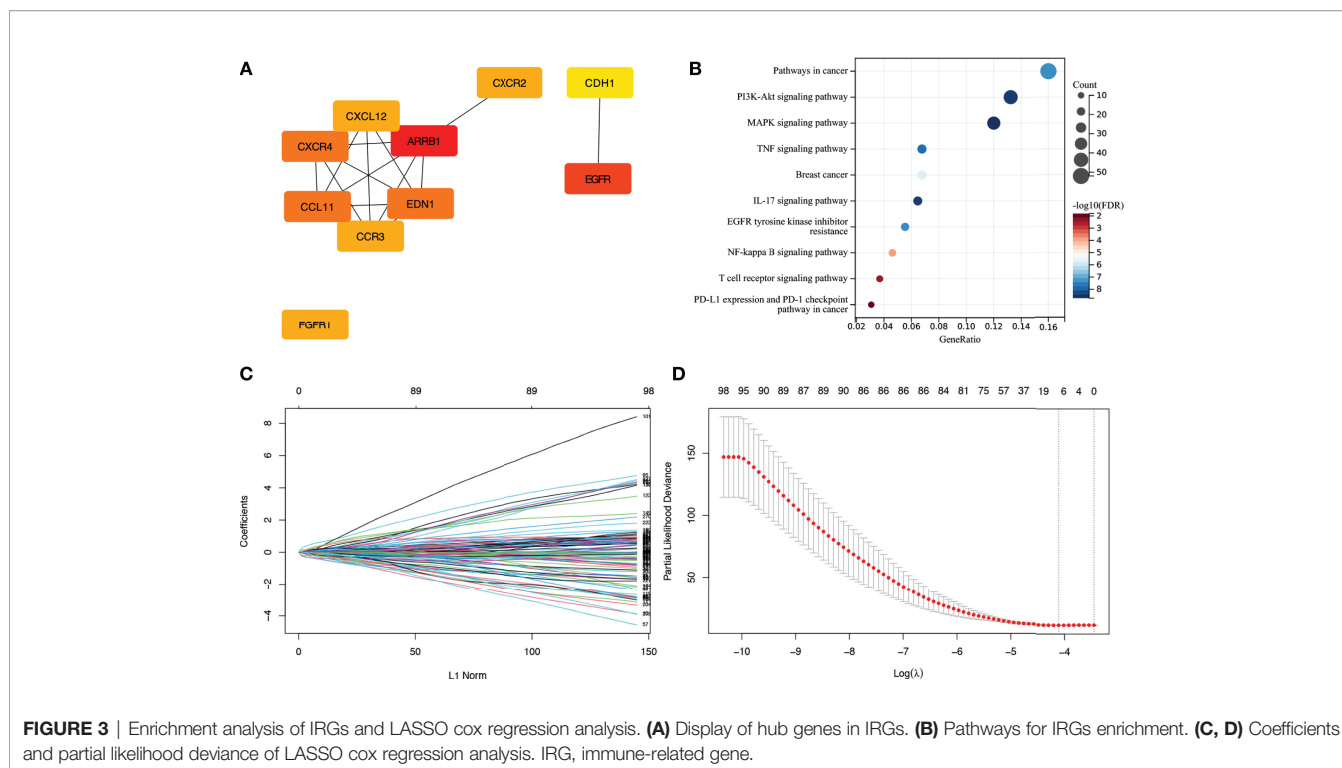 A
CXCR2
CDH1
CXCL12
ARRB1
CXCR4
EGFR
CCL11
EDN1
CCR3
FGFR1
B
Pathways in cancer
PI3K-Akt signaling pathway
MAPK signaling pathway
TNF signaling pathway
Breast cancer
IL-17 signaling pathway
EGFR tyrosine kinase inhibitor
resistance
NF-kappa B signaling pathway
T cell receptor signaling pathway
PD-L1 expression and PD-1 checkpoint
pathway in cancer
0.02 0.04 0.06 0.08 0.10 0.12 0.14 0.16
GeneRatio
Count
10
20
30
40
50
-log10(FDR)
2
3
4
5
6
7
8
C
0 89 89 98
8
6
4
2
0
−2
−4
Coefficients
101
65
57
0 50 100 150
L1 Norm
D
98 95 90 89 87 89 90 86 86 86 86 84 81 75 57 37 19 6 4 0
150
100
50
Partial Likelihood Deviance
−10 −9 −8 −7 −6 −5 −4
Log(λ)
FIGURE 3 | Enrichment analysis of IRGs and LASSO cox regression analysis. (A) Display of hub genes in IRGs. (B) Pathways for IRGs enrichment. (C, D) Coefficients
and partial likelihood deviance of LASSO cox regression analysis. IRG, immune-related gene.